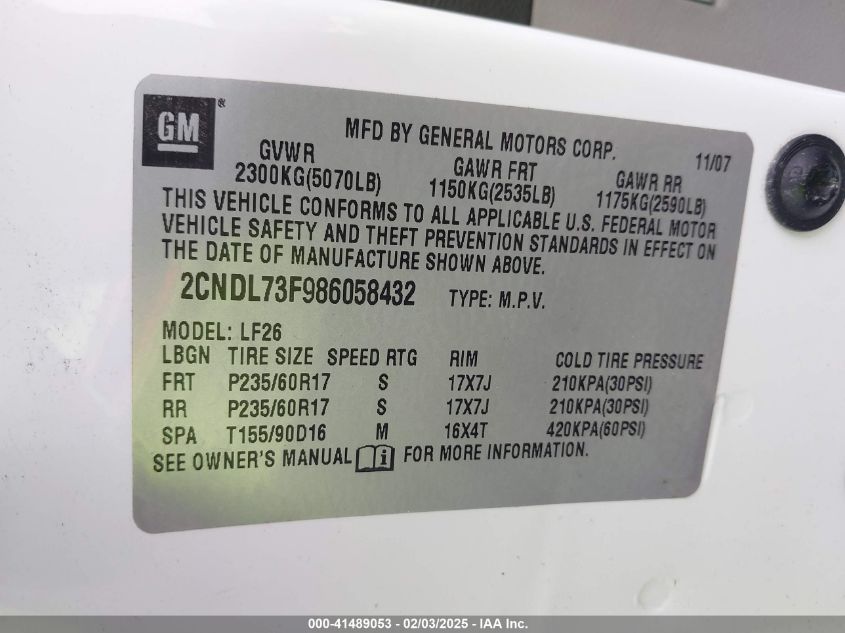 GM ®
MFD BY GENERAL MOTORS CORP. 11/07
GVWR GAWR FRT GAWR RR
2300KG(5070LB) 1150KG(2535LB) 1175KG(2590LB)
THIS VEHICLE CONFORMS TO ALL APPLICABLE U.S. FEDERAL MOTOR
VEHICLE SAFETY AND THEFT PREVENTION STANDARDS IN EFFECT ON
THE DATE OF MANUFACTURE SHOWN ABOVE.
2CNDL73F986058432 TYPE: M.P.V.
MODEL: LF26
LBGN TIRE SIZE SPEED RTG RIM COLD TIRE PRESSURE
FRT P235/60R17 S 17X7J 210KPA(30PSI)
RR P235/60R17 S 17X7J 210KPA(30PSI)
SPA T155/90D16 M 16X4T 420KPA(60PSI)
SEE OWNER'S MANUAL FOR MORE INFORMATION.
000-41489053 - 02/03/2025 - IAA Inc.